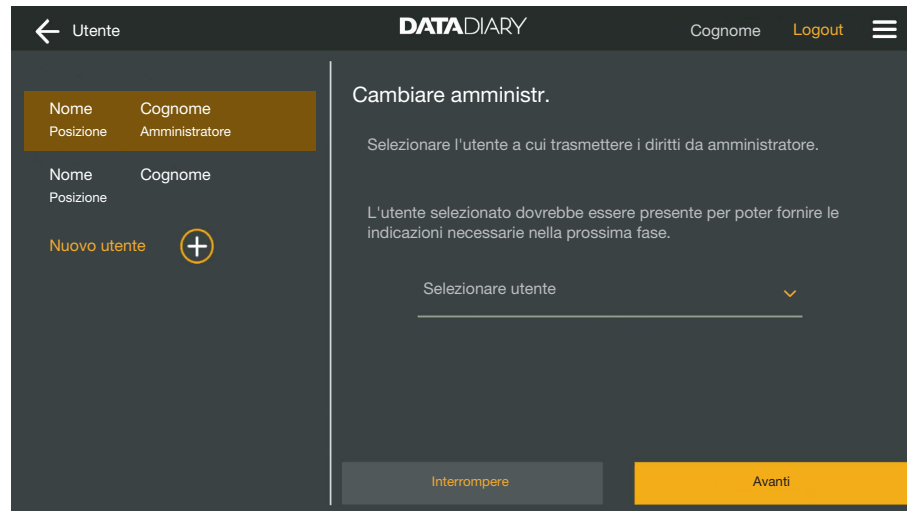 Utente
DATADIARY
Cognome
Logout
Nome Cognome
Posizione Amministratore
Nome Cognome
Posizione
Nuovo utente
Cambiare amministr.
Selezionare l'utente a cui trasmettere i diritti da amministratore.
L'utente selezionato dovrebbe essere presente per poter fornire le
indicazioni necessarie nella prossima fase.
Selezionare utente
Interrompere
Avanti